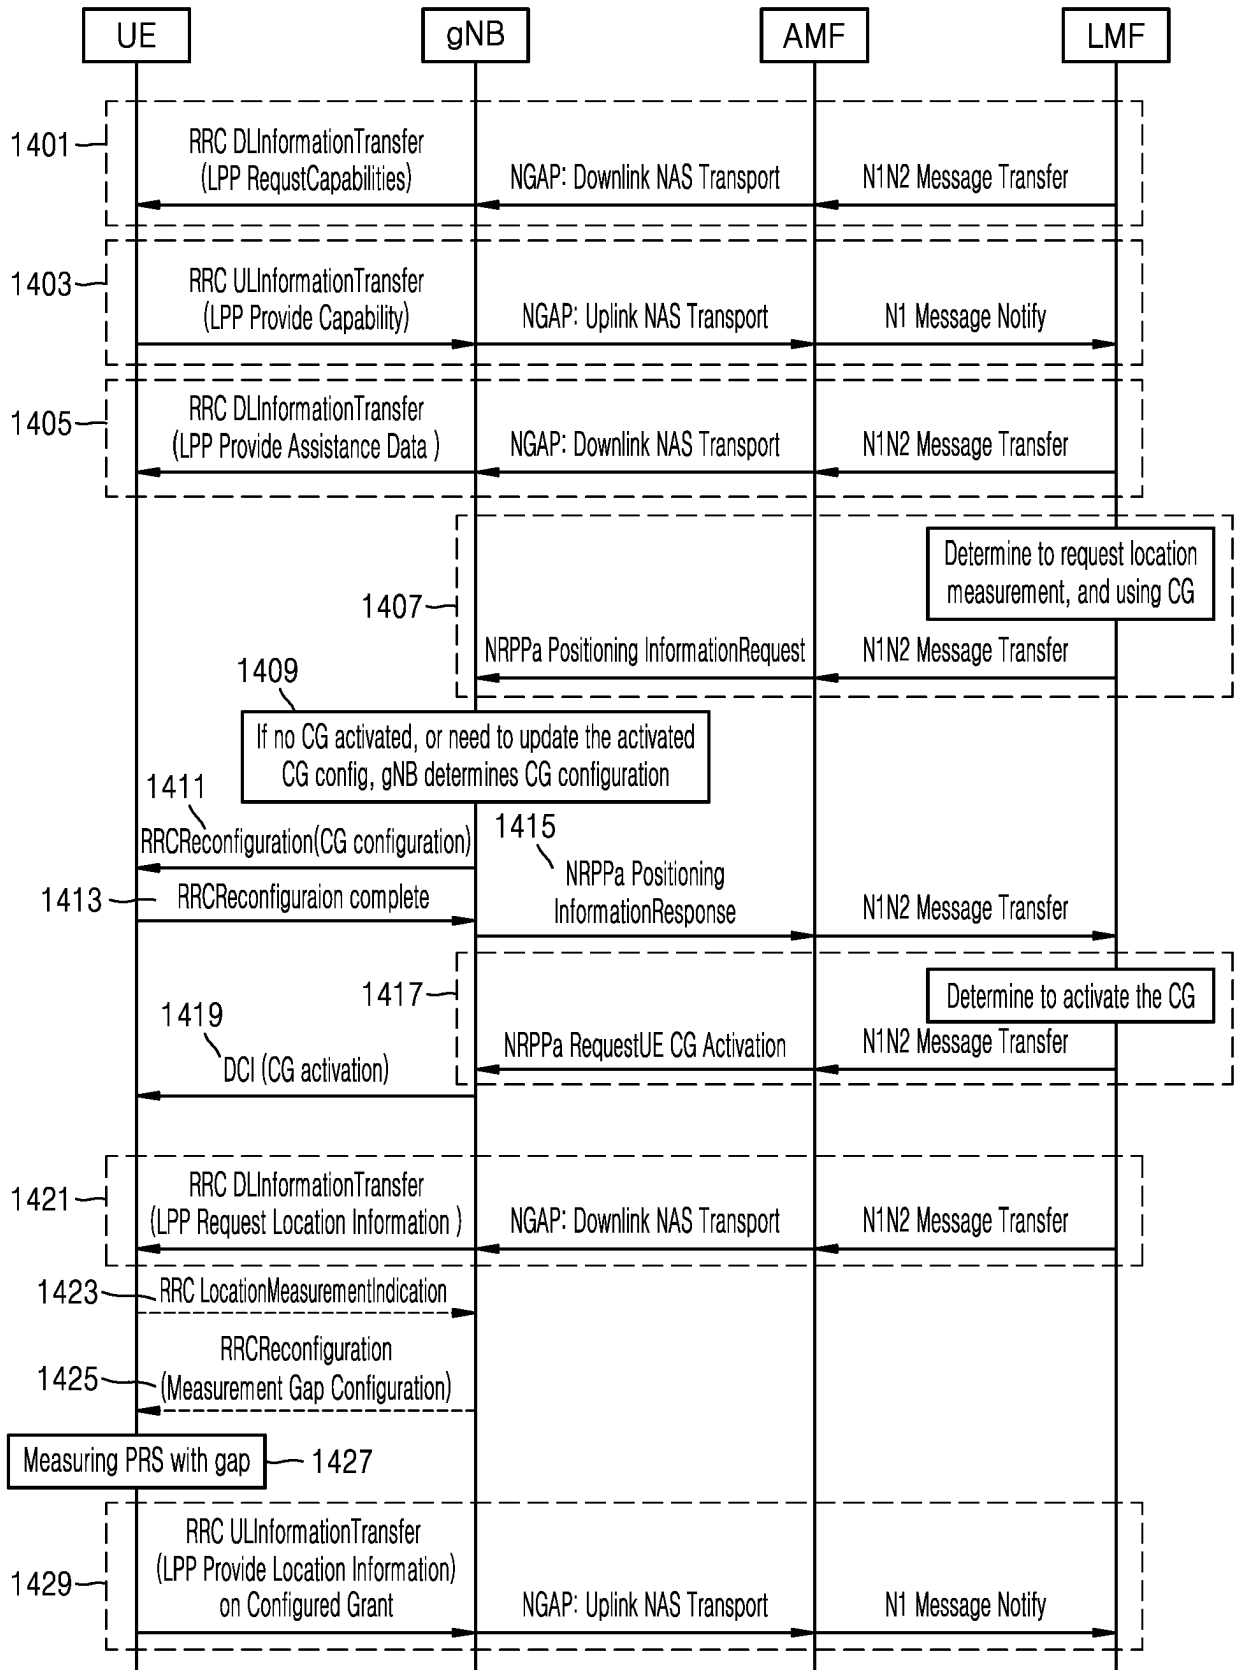 UE
gNB
AMF
LMF
1401
RRC DLInformationTransfer
(LPP RequstCapabilities)
NGAP: Downlink NAS Transport
N1N2 Message Transfer
1403
RRC ULInformationTransfer
(LPP Provide Capability)
NGAP: Uplink NAS Transport
N1 Message Notify
1405
RRC DLInformationTransfer
(LPP Provide Assistance Data )
NGAP: Downlink NAS Transport
N1N2 Message Transfer
1407
Determine to request location
measurement, and using CG
NRPPa Positioning InformationRequest
N1N2 Message Transfer
1409
If no CG activated, or need to update the activated
CG config, gNB determines CG configuration
1411
RRCReconfiguration(CG configuration)
1413
RRCReconfiguraion complete
1415
NRPPa Positioning
InformationResponse
N1N2 Message Transfer
1417
Determine to activate the CG
NRPPa RequestUE CG Activation
N1N2 Message Transfer
1419
DCI (CG activation)
1421
RRC DLInformationTransfer
(LPP Request Location Information )
NGAP: Downlink NAS Transport
N1N2 Message Transfer
1423
RRC LocationMeasurementIndication
1425
RRCReconfiguration
(Measurement Gap Configuration)
Measuring PRS with gap
1427
1429
RRC ULInformationTransfer
(LPP Provide Location Information)
on Configured Grant
NGAP: Uplink NAS Transport
N1 Message Notify